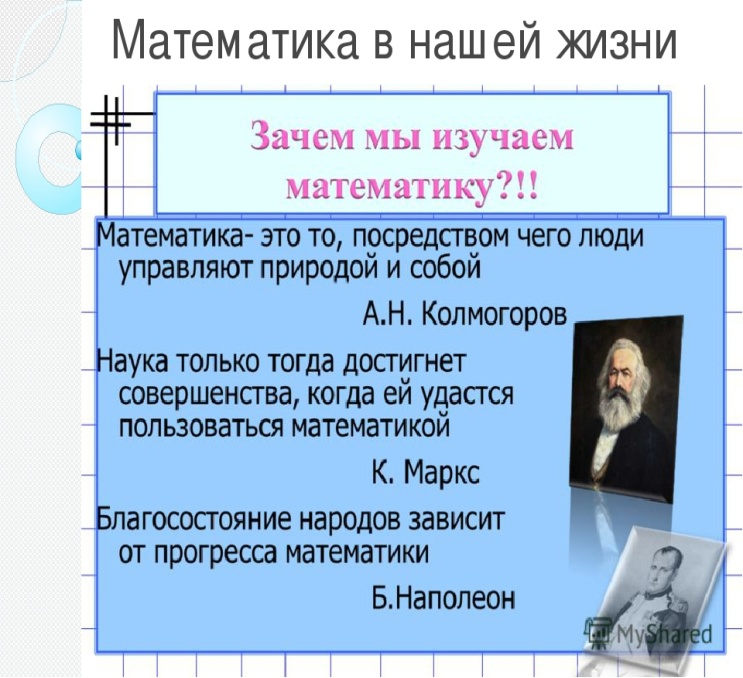 Математика в нашей жизни
Зачем мы изучаем
математику?!!
Математика- это то, посредством чего люди
управляют природой и собой
А.Н. Колмогоров
Наука только тогда достигнет
совершенства, когда ей удастся
пользоваться математикой
К. Маркс
Благосостояние народов зависит
от прогресса математики
Б.Наполеон
MyShared